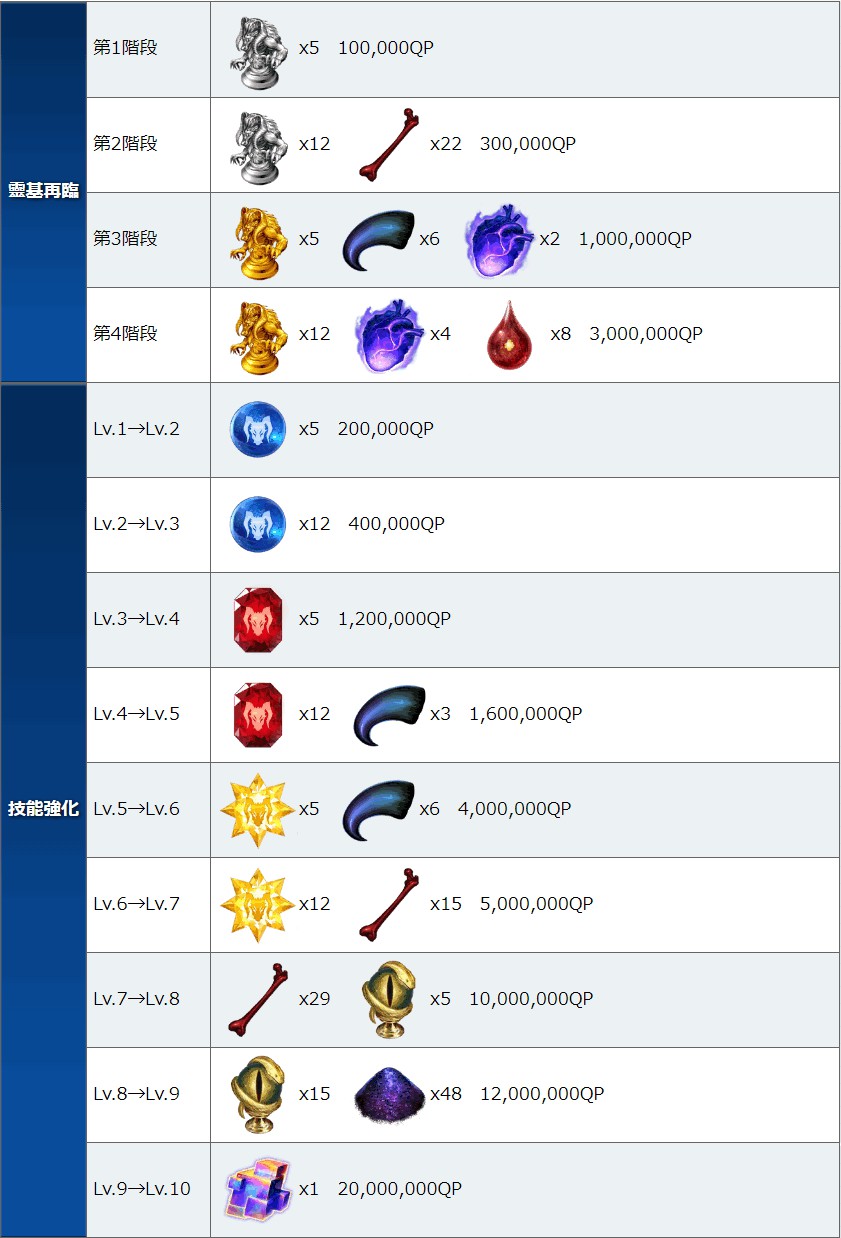 靈基再臨
第1階段 x5 100,000QP
第2階段 x12 x22 300,000QP
第3階段 x5 x6 x2 1,000,000QP
第4階段 x12 x4 x8 3,000,000QP
技能強化
Lv.1→Lv.2 x5 200,000QP
Lv.2→Lv.3 x12 400,000QP
Lv.3→Lv.4 x5 1,200,000QP
Lv.4→Lv.5 x12 x3 1,600,000QP
Lv.5→Lv.6 x5 x6 4,000,000QP
Lv.6→Lv.7 x12 x15 5,000,000QP
Lv.7→Lv.8 x29 x5 10,000,000QP
Lv.8→Lv.9 x15 x48 12,000,000QP
Lv.9→Lv.10 x1 20,000,000QP